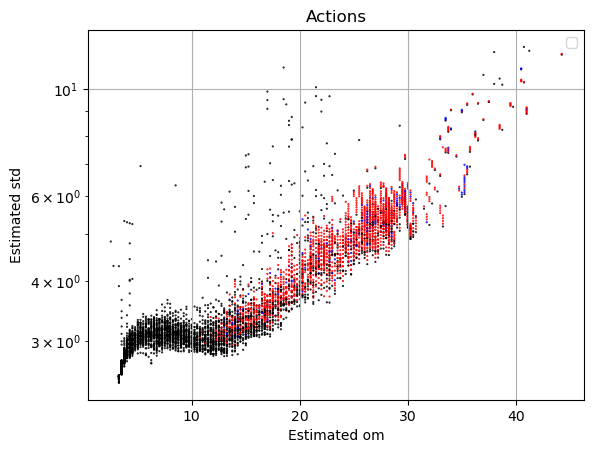 Actions
Estimated std
10¹
6 × 10⁰
4 × 10⁰
3 × 10⁰
10 20 30 40
Estimated om